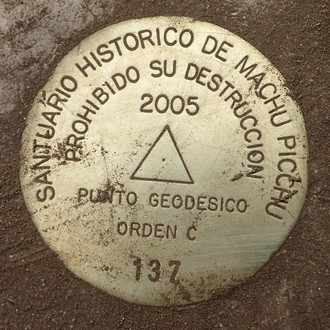 SANTUARIO HISTORICO DE MACHU PICCHU
PROHIBIDO SU DESTRUCCION
2005
PUNTO GEODESICO
ORDEN C
137